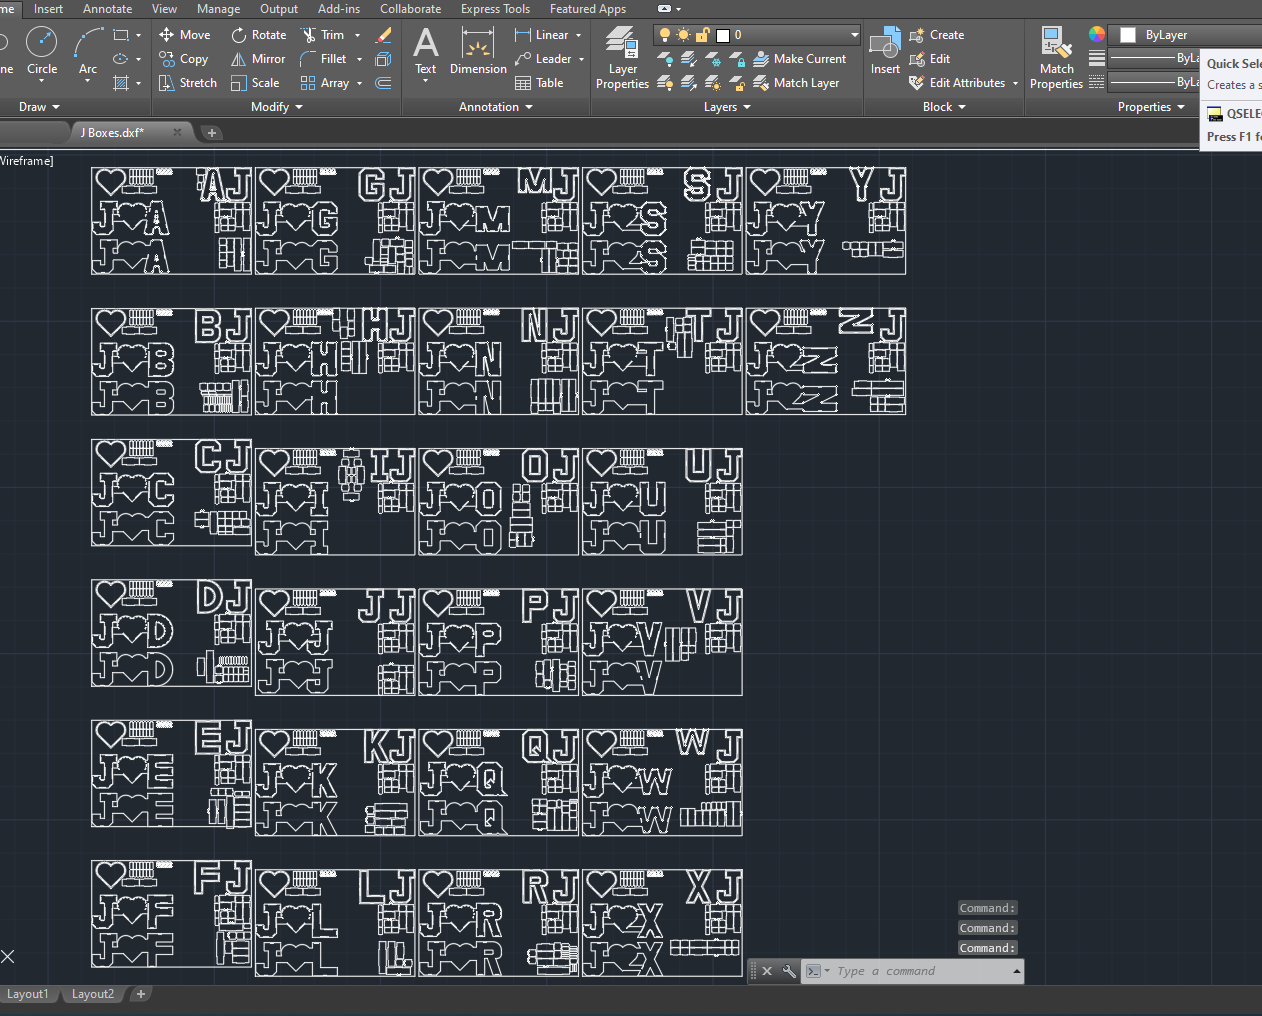 me Insert Annotate View Manage Output Add-ins Collaborate Express Tools Featured Apps
Move Rotate Trim Linear 0 Create ByLayer
Circle Arc Copy Mirror Fillet Text Dimension Leader Layer Properties Make Current Insert Edit Match Properties ByLa
Stretch Scale Array Table Match Layer Edit Attributes ByLa
Draw Modify Annotation Layers Block Properties
Quick Sele
Creates a s
QSELEC
Press F1 fo
J Boxes.dxf*
Wireframe]
AJ GJ MJ SJ YJ
J A J G J M J S J Y
J A J G J M J S J Y
BJ HJ NJ TJ ZJ
J B J H J N J T J Z
J B J H J N J T J Z
CJ IJ OJ UJ
J C J I J O J U
J C J I J O J U
DJ JJ PJ VJ
J D J J J P J V
J D J J J P J V
EJ KJ QJ WJ
J E J K J Q J W
J E J K J Q J W
FJ LJ RJ XJ
J F J L J R J X
J F J L J R J X
Command:
Command:
Command:
Type a command
Layout1 Layout2